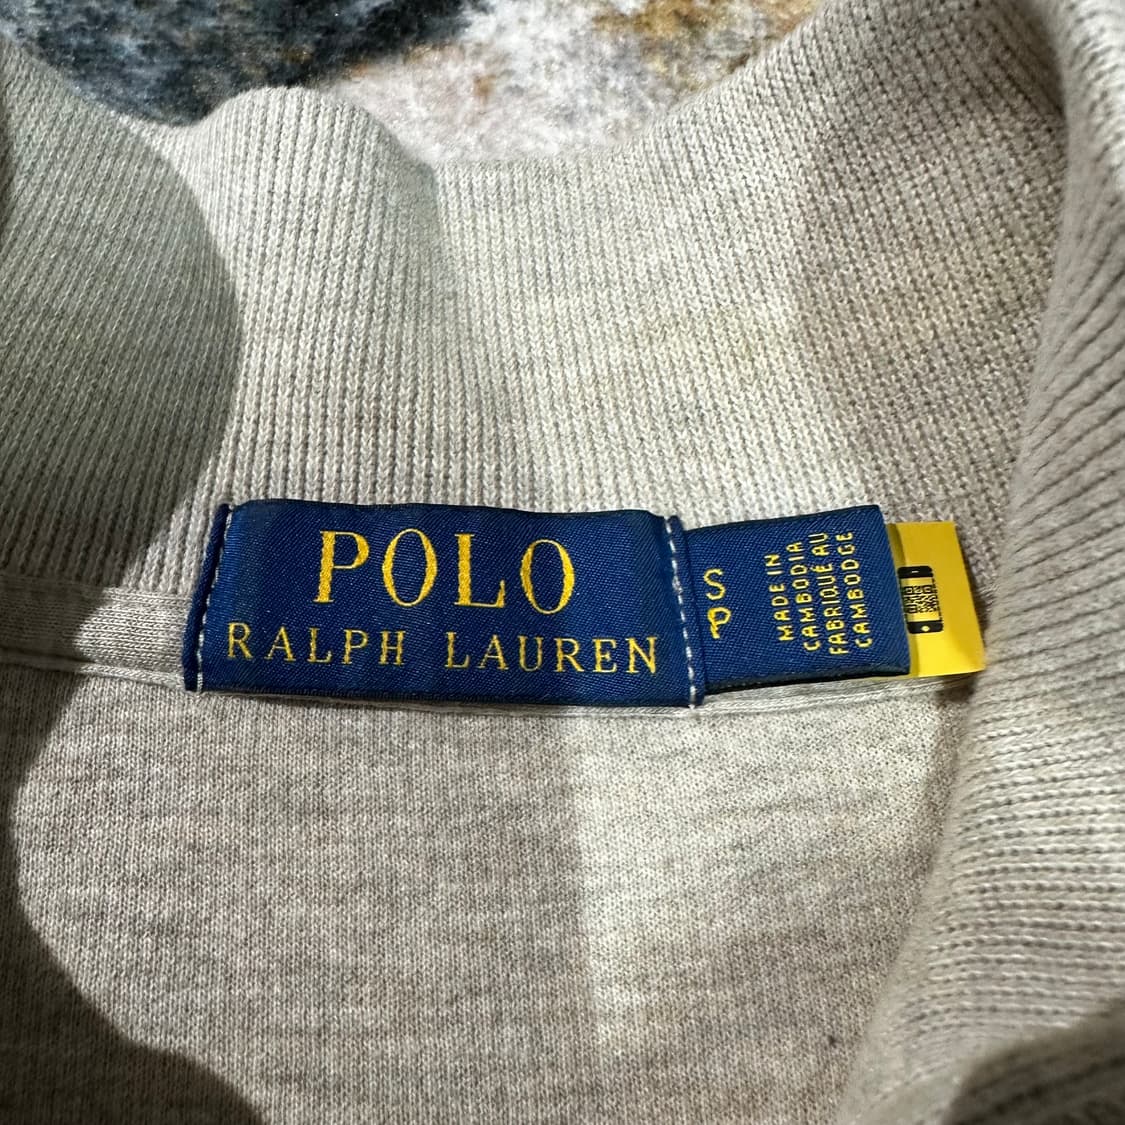 POLO
RALPH LAUREN
S
P
MADE IN
CAMBODIA
FABRIQUÉ AU
CAMBODGE